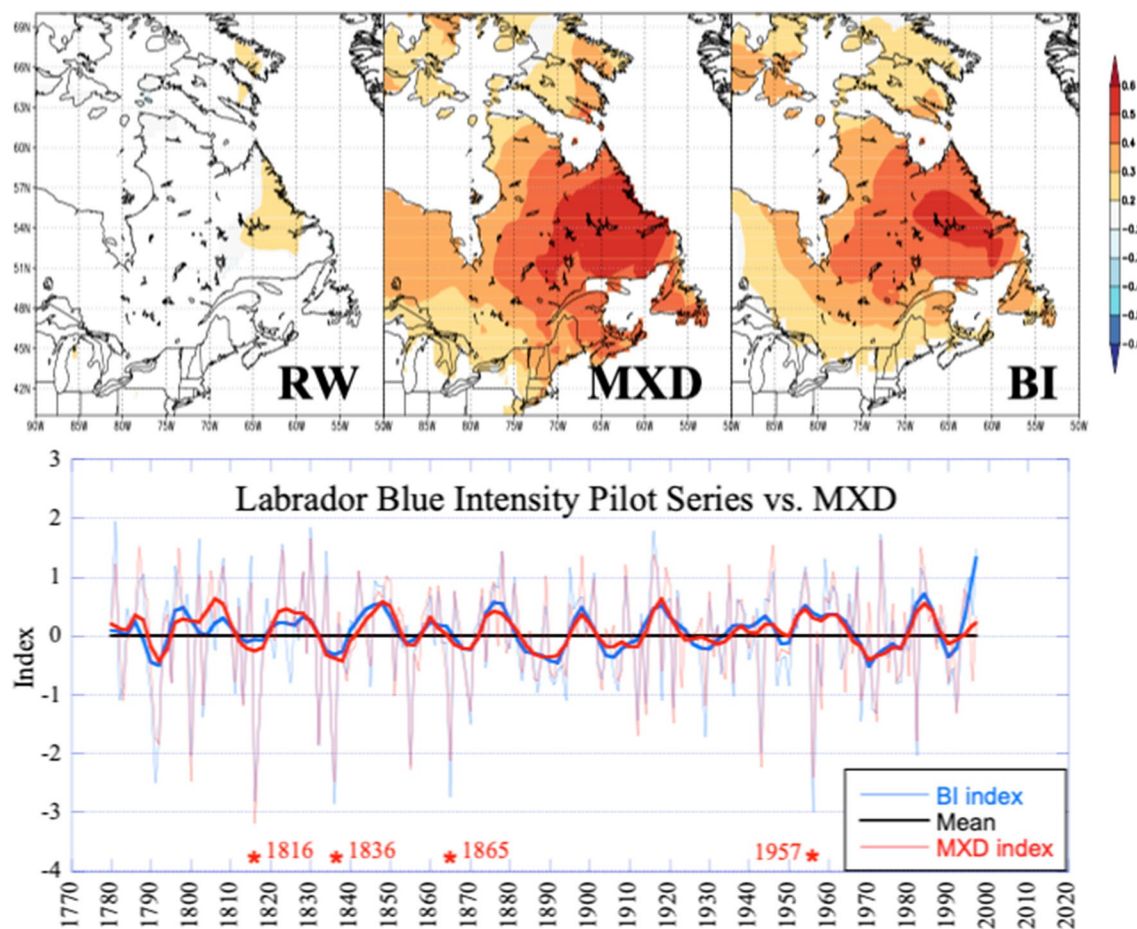 69N
66N
63N
60N
57N
54N
51N
48N
45N
42N
RW
MXD
BI
90W 85W 80W 75W 70W 65W 60W 55W
85W 80W 75W 70W 65W 60W 55W
85W 80W 75W 70W 65W 60W 55W 50W
0.6
0.5
0.4
0.3
0.2
3
2
1
0
-1
-2
-3
-4
Index
Labrador Blue Intensity Pilot Series vs. MXD
BI index
Mean
MXD index
* 1816 * 1836 * 1865 1957 *
1770 1780 1790 1800 1810 1820 1830 1840 1850 1860 1870 1880 1890 1900 1910 1920 1930 1940 1950 1960 1970 1980 1990 2000 2010 2020